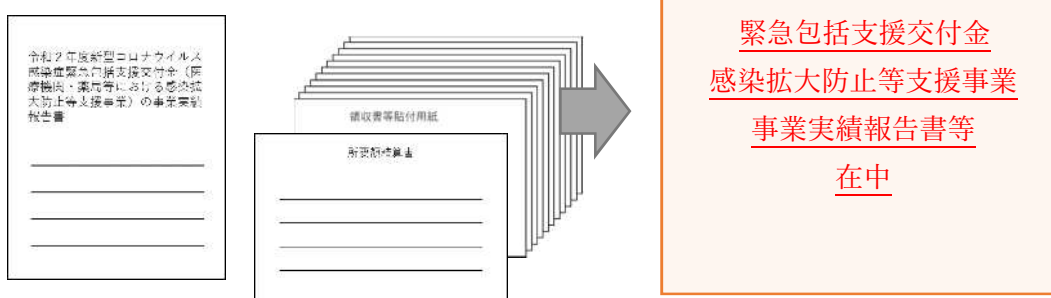 令和２年度新型コロナウイルス
感染症緊急包括支援交付金（医
療機関・薬局等における感染拡
大防止等支援事業）の事業実績
報告書
領収書等貼付用紙
所要額精算書
緊急包括支援交付金
感染拡大防止等支援事業
事業実績報告書等
在中